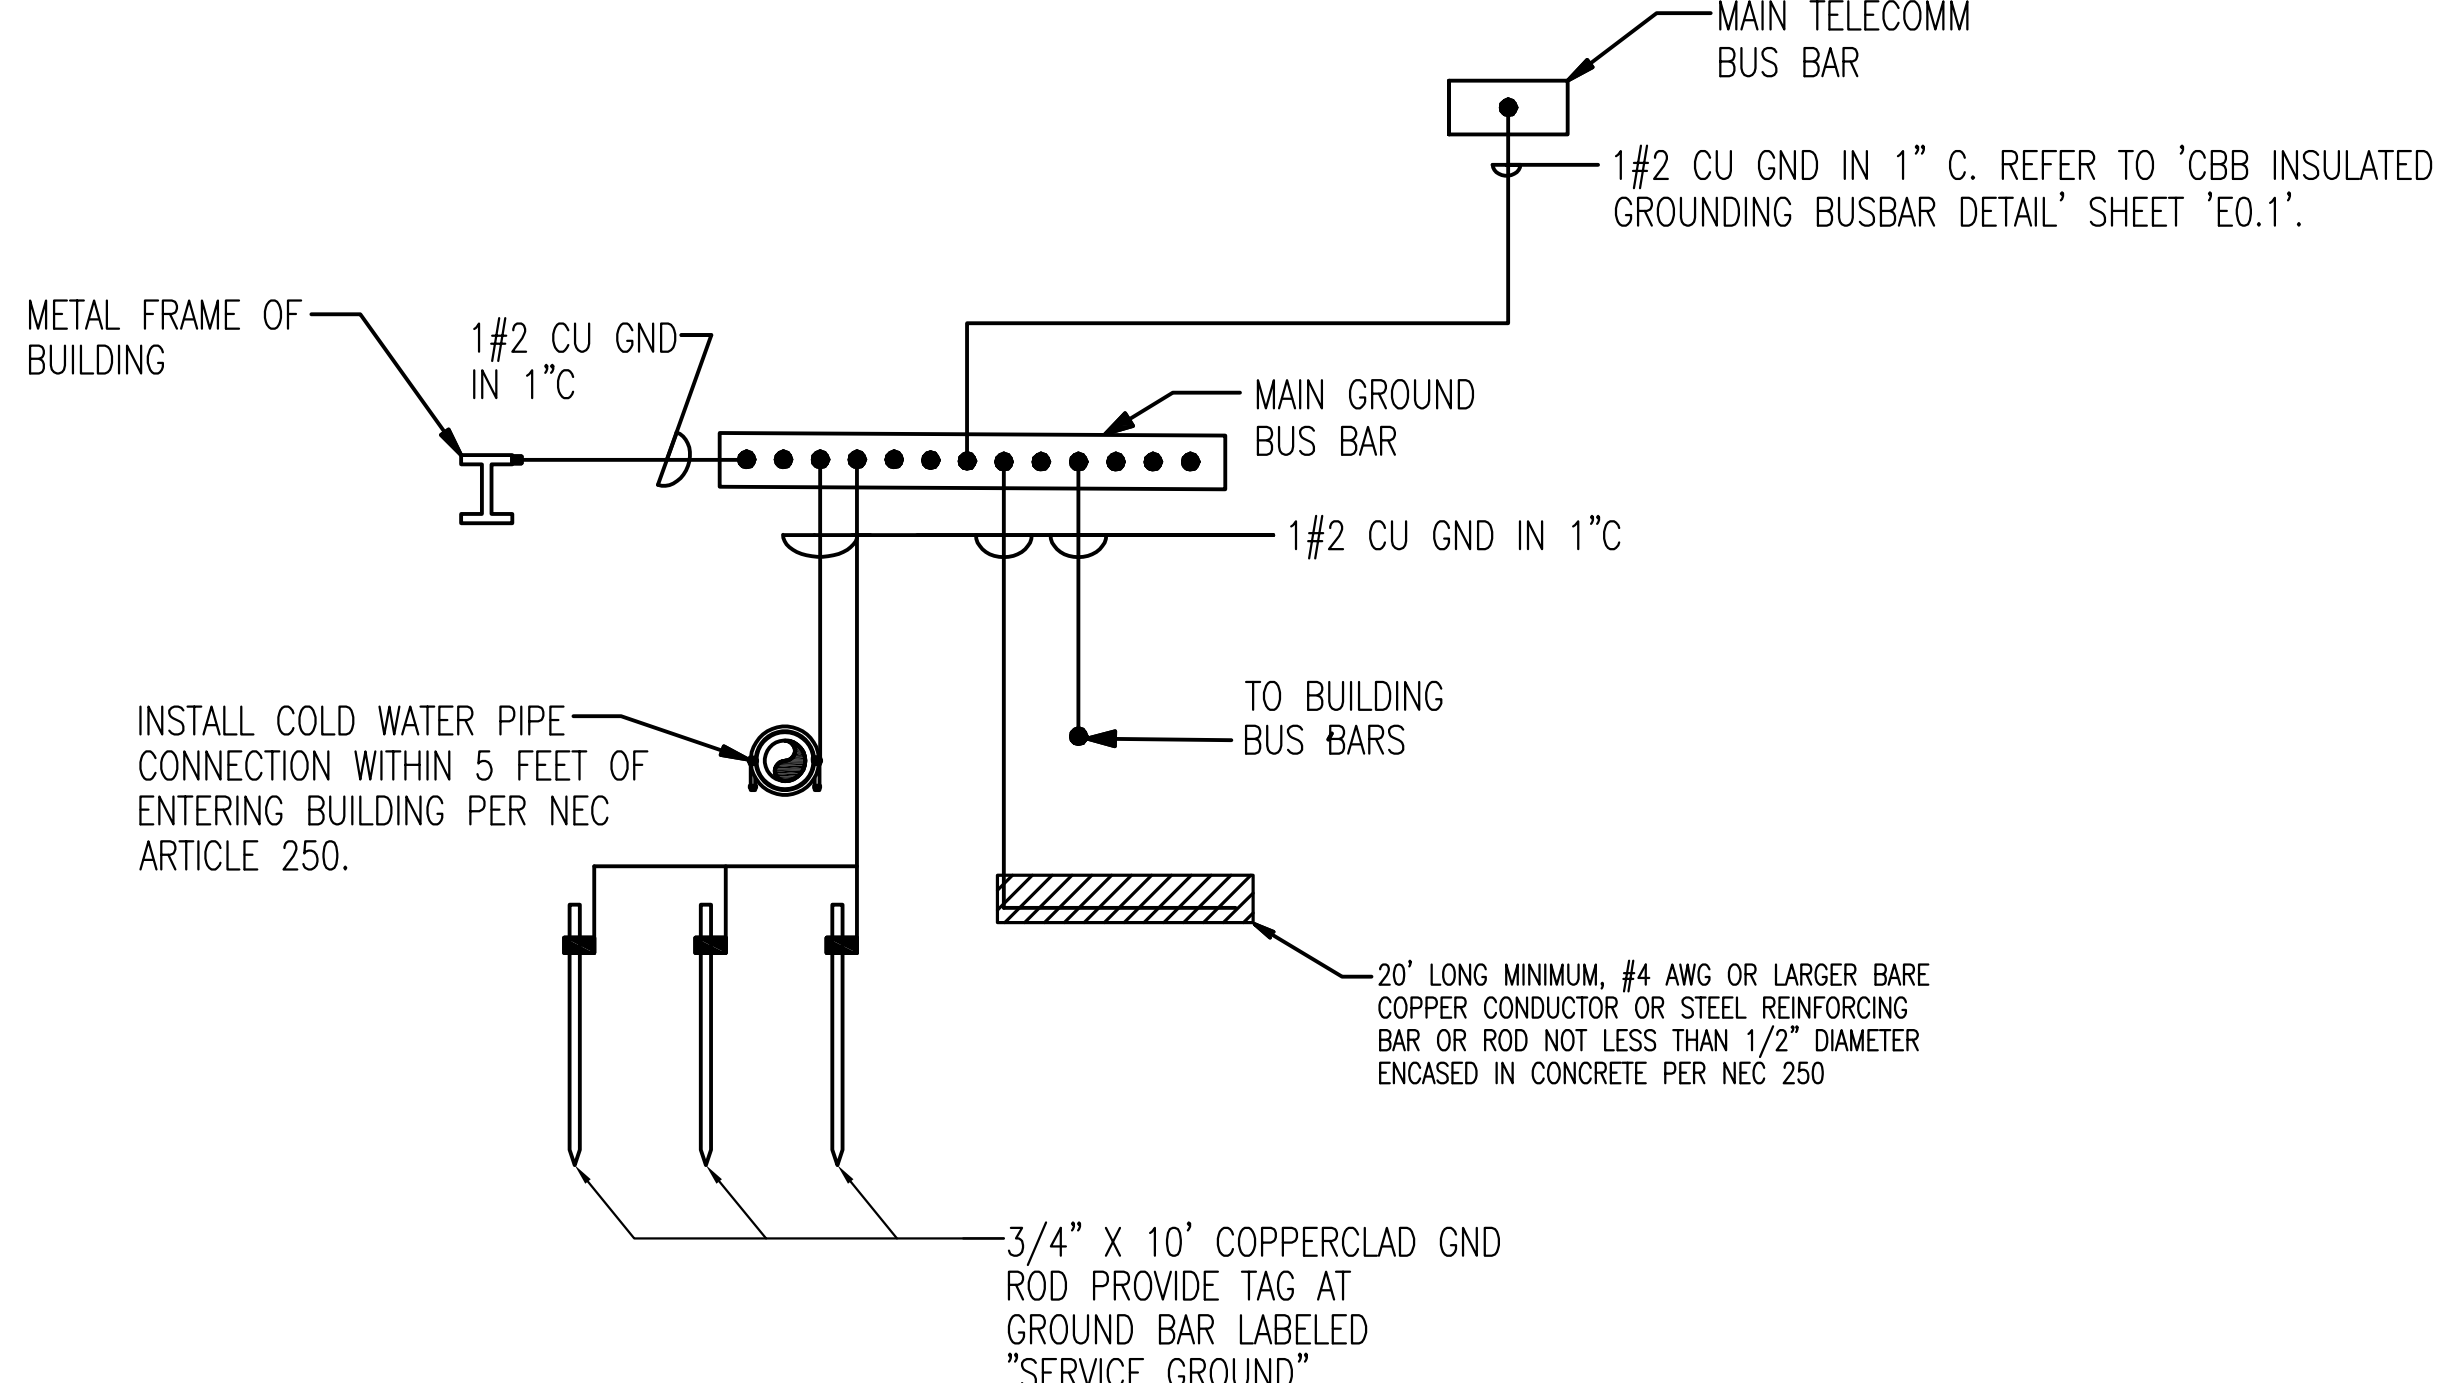 MAIN TELECOMM
BUS BAR
1#2 CU GND IN 1" C. REFER TO 'CBB INSULATED
GROUNDING BUSBAR DETAIL' SHEET 'E0.1'.
METAL FRAME OF
BUILDING
1#2 CU GND
IN 1"C
MAIN GROUND
BUS BAR
1#2 CU GND IN 1"C
INSTALL COLD WATER PIPE
CONNECTION WITHIN 5 FEET OF
ENTERING BUILDING PER NEC
ARTICLE 250.
TO BUILDING
BUS BARS
20' LONG MINIMUM, #4 AWG OR LARGER BARE
COPPER CONDUCTOR OR STEEL REINFORCING
BAR OR ROD NOT LESS THAN 1/2" DIAMETER
ENCASED IN CONCRETE PER NEC 250
3/4" X 10' COPPERCLAD GND
ROD PROVIDE TAG AT
GROUND BAR LABELED
"SERVICE GROUND"